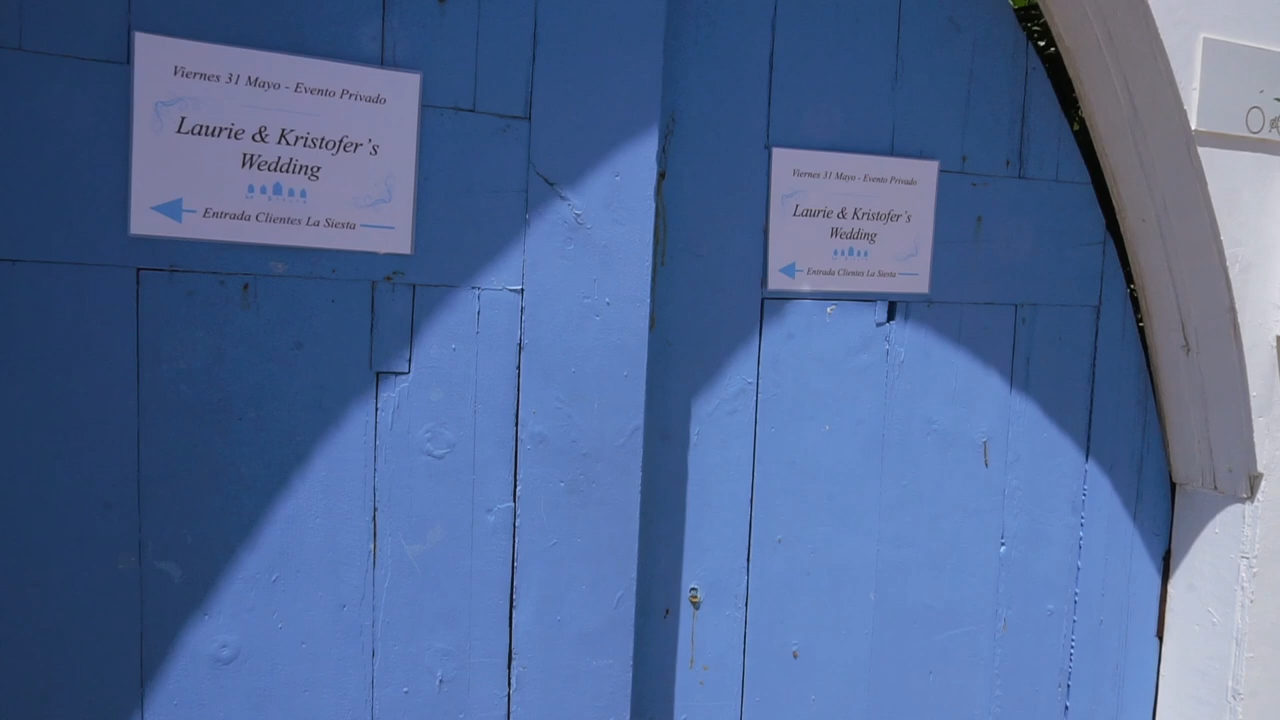 Viernes 31 Mayo - Evento Privado
Laurie & Kristofer's
Wedding
Entrada Clientes La Siesta
Viernes 31 Mayo - Evento Privado
Laurie & Kristofer's
Wedding
Entrada Clientes La Siesta